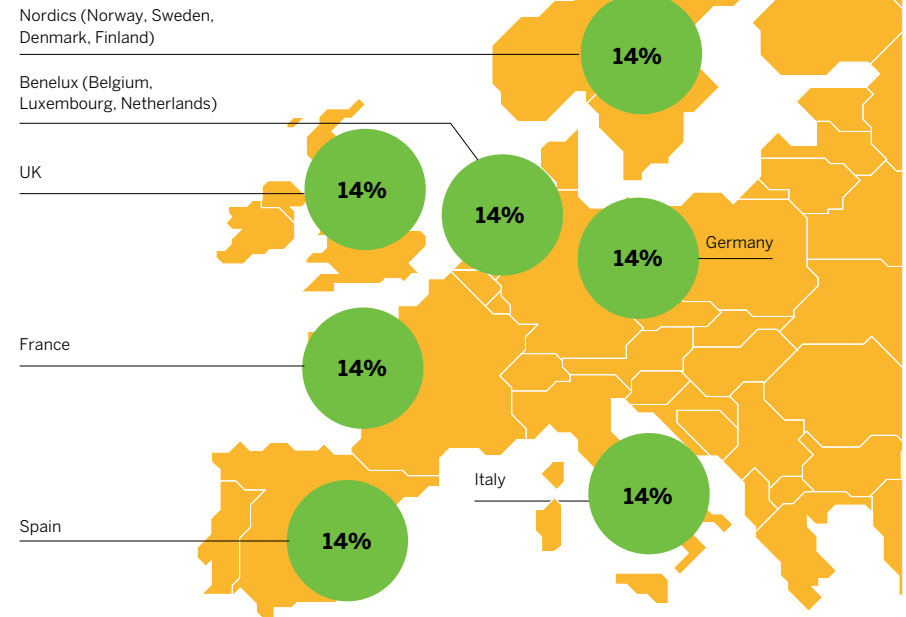 Nordics (Norway, Sweden,
Denmark, Finland)
14%
Benelux (Belgium,
Luxembourg, Netherlands)
14%
UK
14%
Germany
14%
France
14%
Italy
14%
Spain
14%